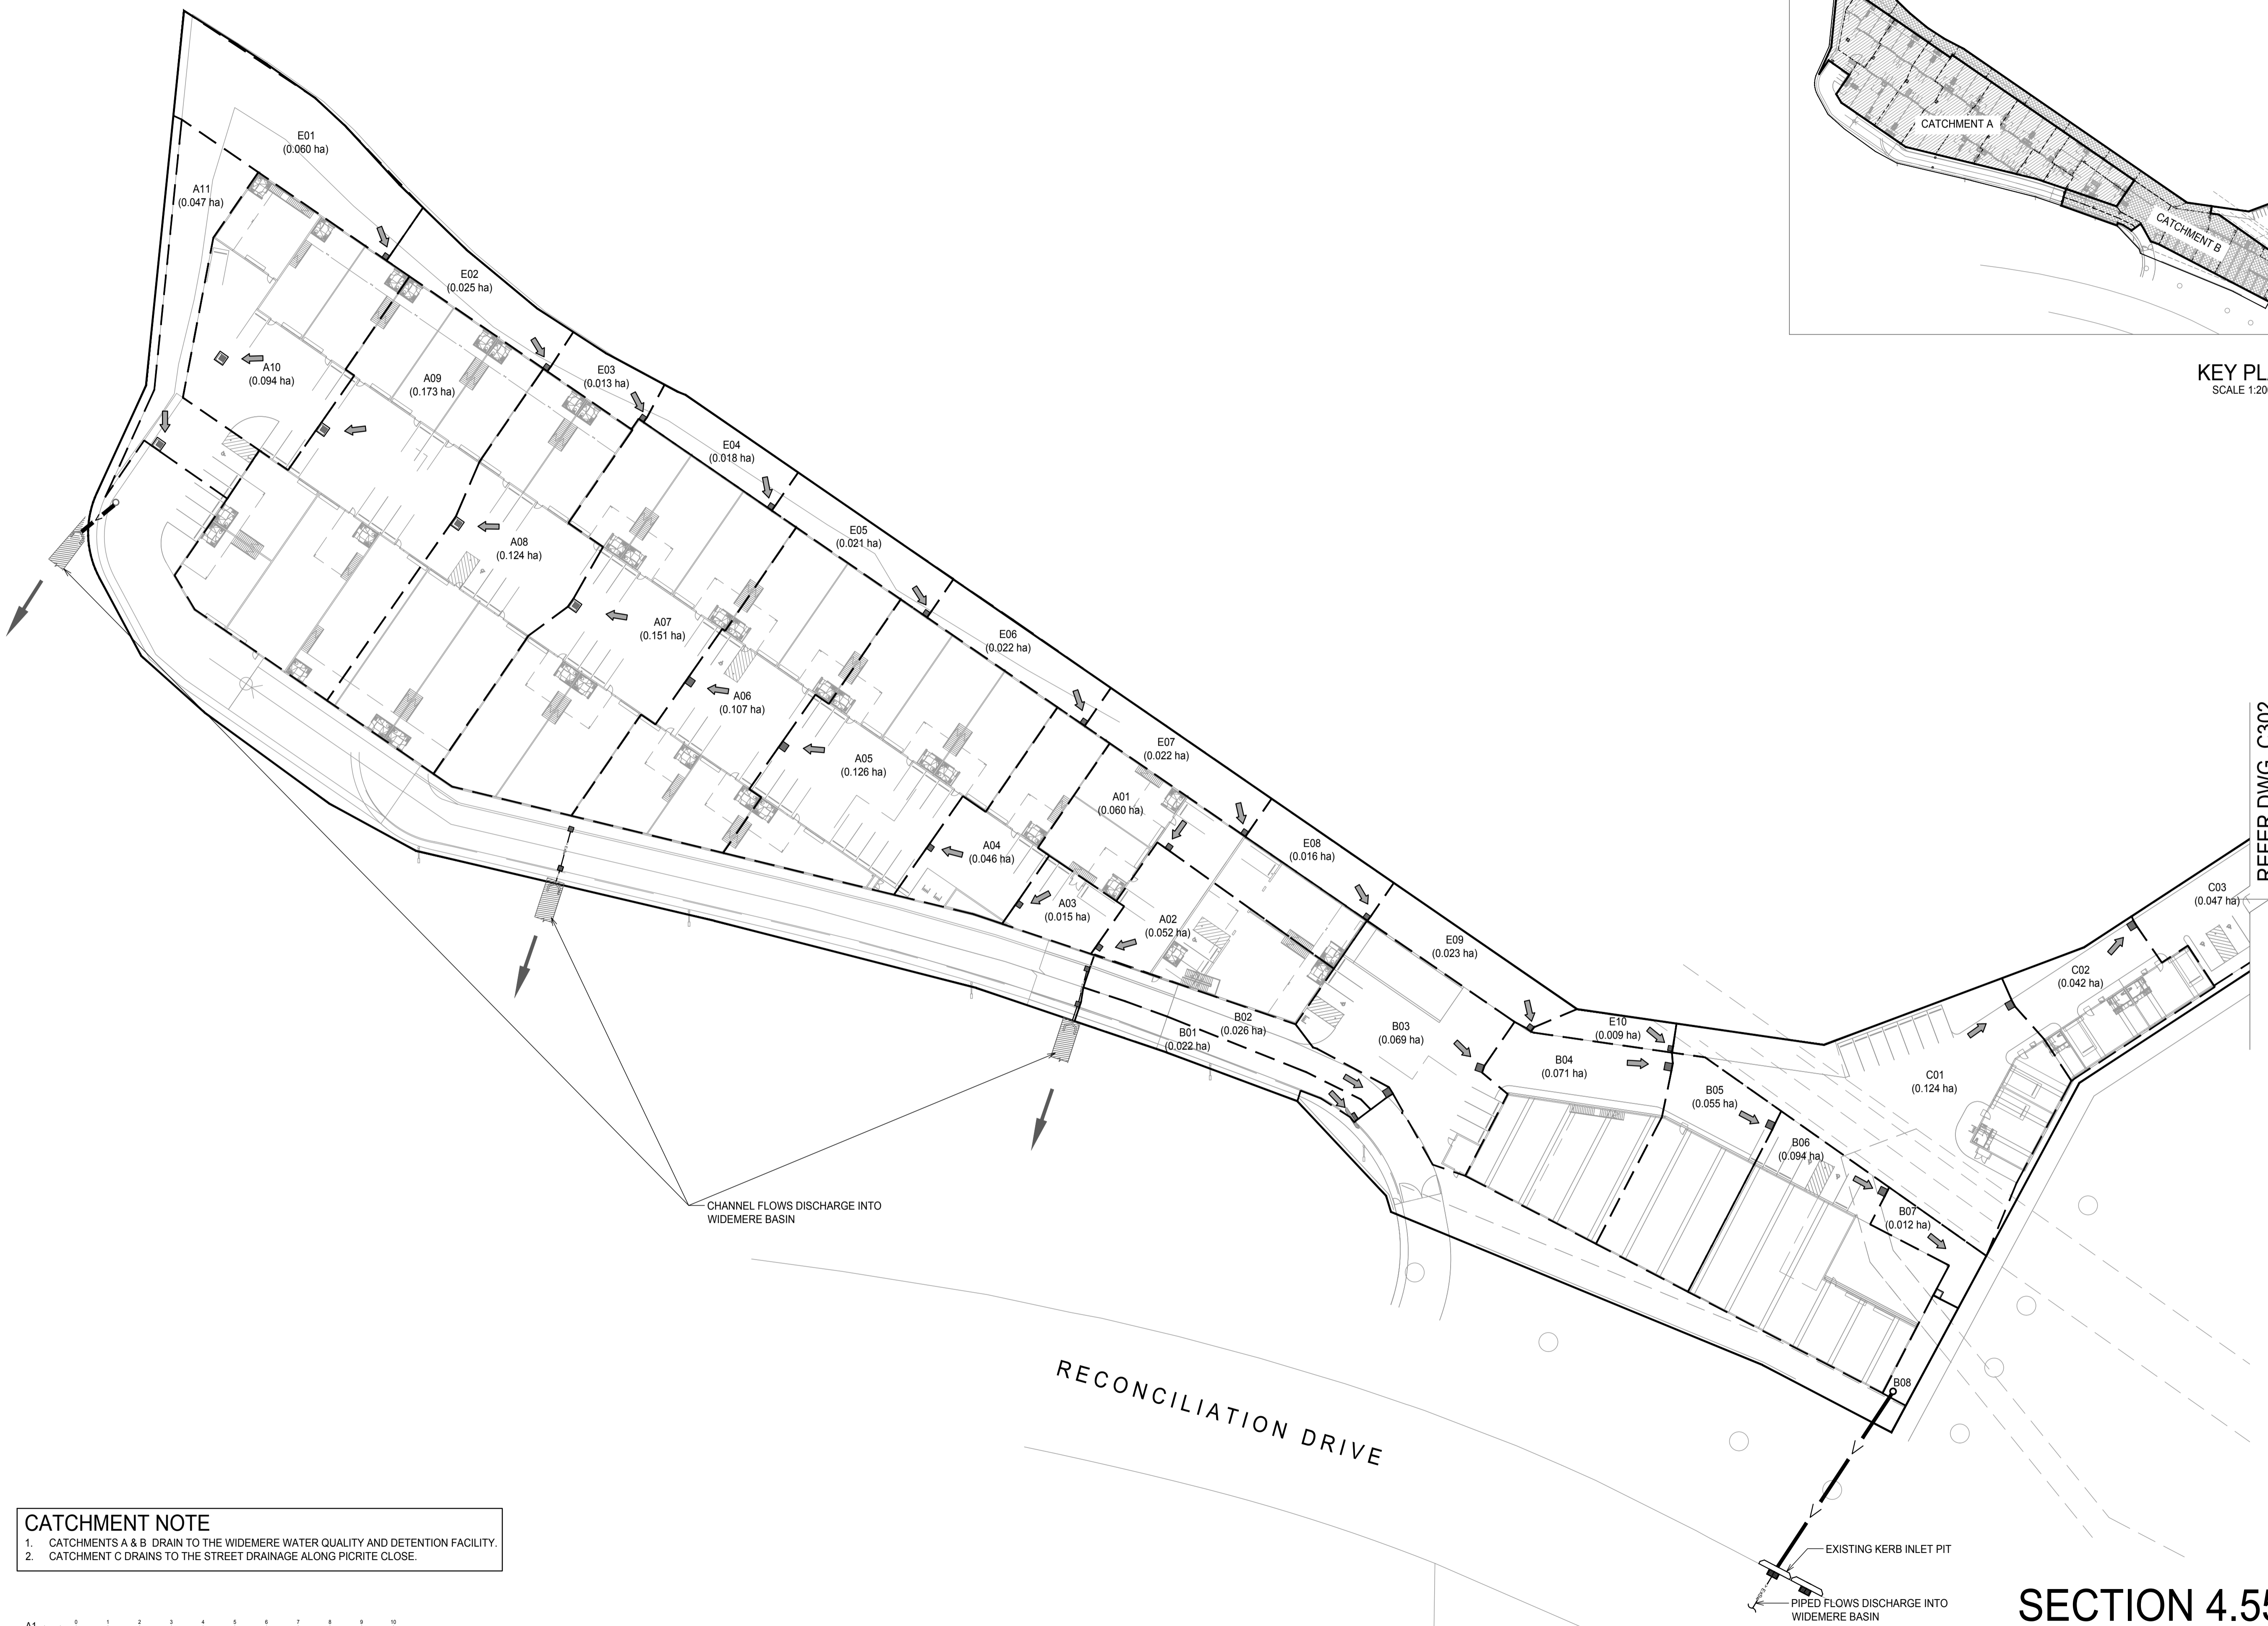 E01
(0.060 ha)
A11
(0.047 ha)
E02
(0.025 ha)
A10
(0.094 ha)
A09
(0.173 ha)
E03
(0.013 ha)
E04
(0.018 ha)
A08
(0.124 ha)
E05
(0.021 ha)
A07
(0.151 ha)
E06
(0.022 ha)
A06
(0.107 ha)
A05
(0.126 ha)
E07
(0.022 ha)
A01
(0.060 ha)
A04
(0.046 ha)
E08
(0.016 ha)
A03
(0.015 ha)
A02
(0.052 ha)
E09
(0.023 ha)
B02
(0.026 ha)
B01
(0.022 ha)
B03
(0.069 ha)
E10
(0.009 ha)
B04
(0.071 ha)
B05
(0.055 ha)
B06
(0.094 ha)
B07
(0.012 ha)
B08
C01
(0.124 ha)
C02
(0.042 ha)
C03
(0.047 ha)
CATCHMENT A
CATCHMENT B
KEY PL
SCALE 1:20
REFER DWG C302
CHANNEL FLOWS DISCHARGE INTO
WIDEMERE BASIN
RECONCILIATION DRIVE
EXISTING KERB INLET PIT
PIPED FLOWS DISCHARGE INTO
WIDEMERE BASIN
CATCHMENT NOTE
1. CATCHMENTS A & B DRAIN TO THE WIDEMERE WATER QUALITY AND DETENTION FACILITY.
2. CATCHMENT C DRAINS TO THE STREET DRAINAGE ALONG PICRITE CLOSE.
A1 0 1 2 3 4 5 6 7 8 9 10
SECTION 4.55